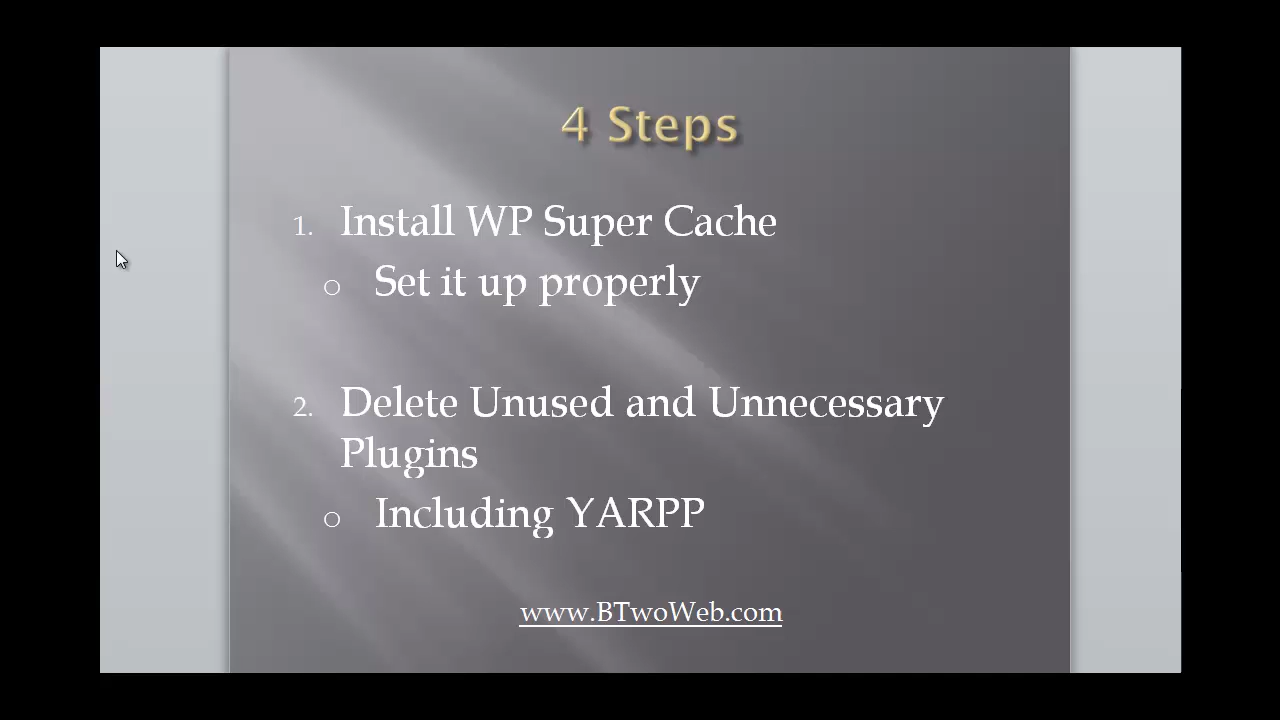 4 Steps
1. Install WP Super Cache
o Set it up properly
2. Delete Unused and Unnecessary
Plugins
o Including YARPP
www.BTwoWeb.com